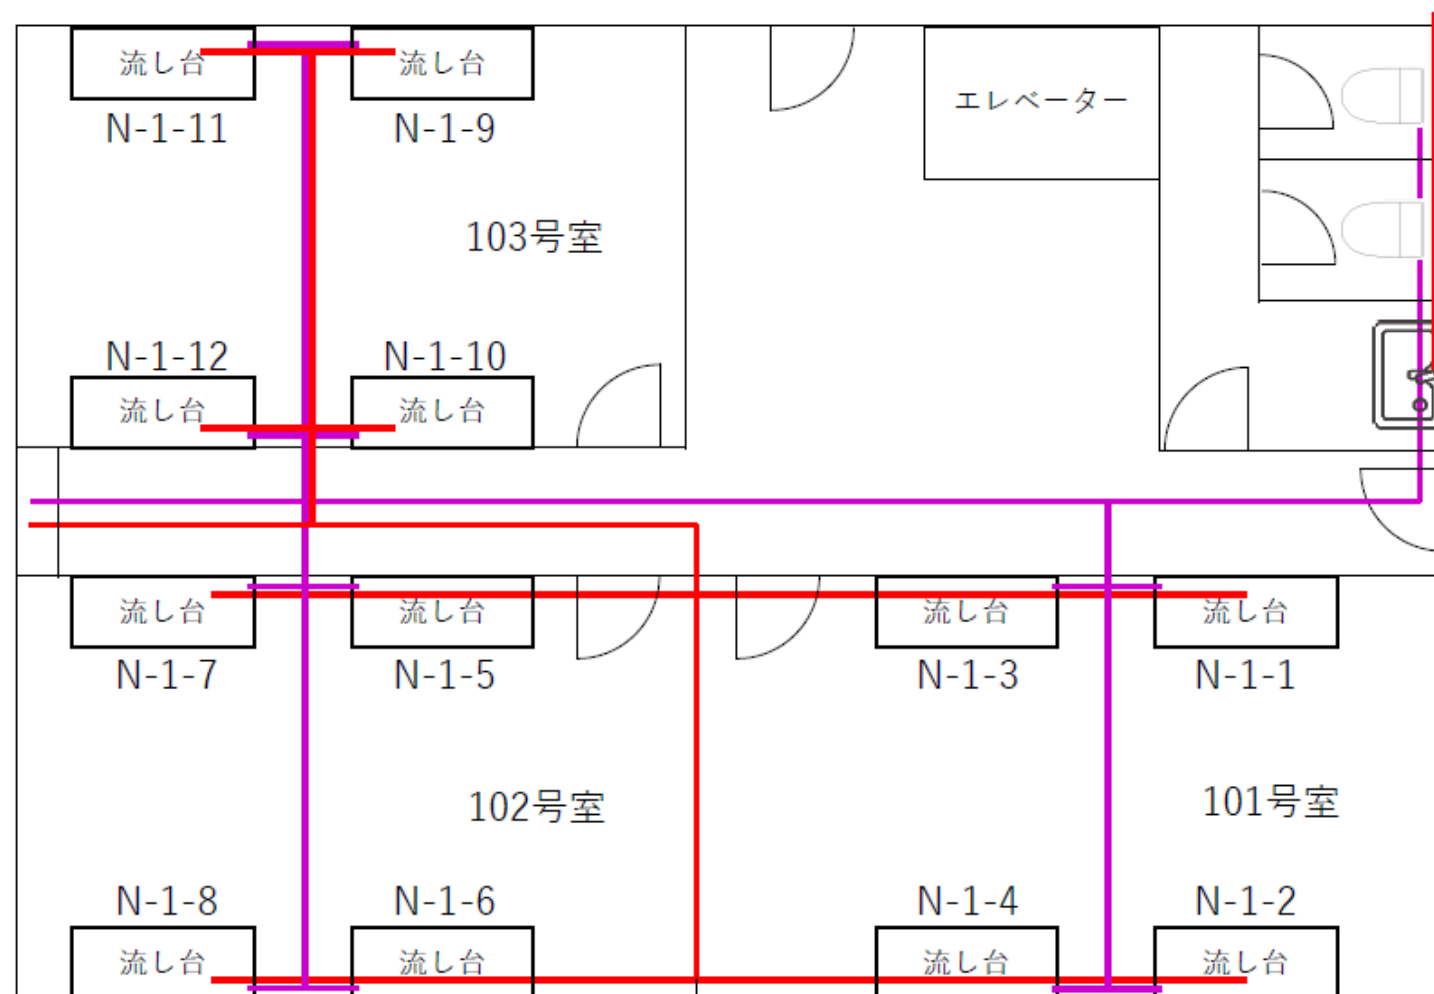 流し台
流し台
エレベーター
N-1-11
N-1-9
103号室
N-1-12
N-1-10
流し台
流し台
流し台
流し台
流し台
流し台
N-1-7
N-1-5
N-1-3
N-1-1
102号室
101号室
N-1-8
N-1-6
N-1-4
N-1-2
流し台
流し台
流し台
流し台